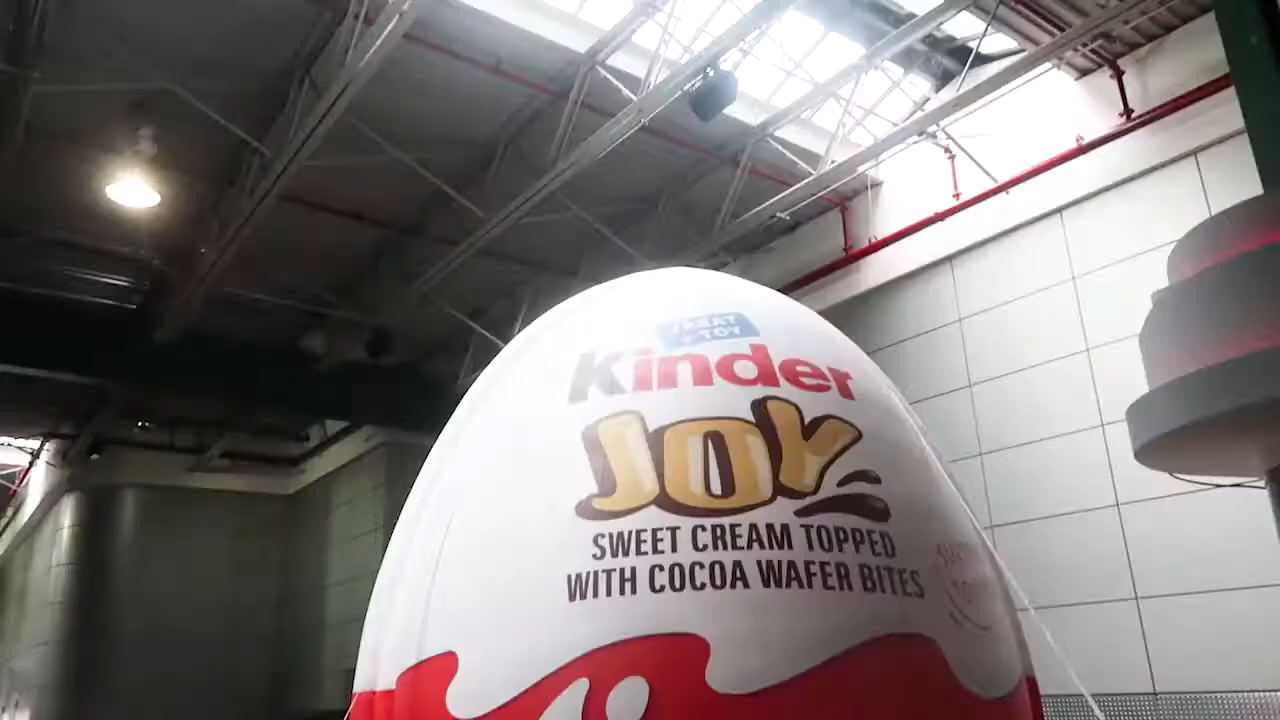 TREAT
+ TOY
Kinder
JOY
SWEET CREAM TOPPED
WITH COCOA WAFER BITES